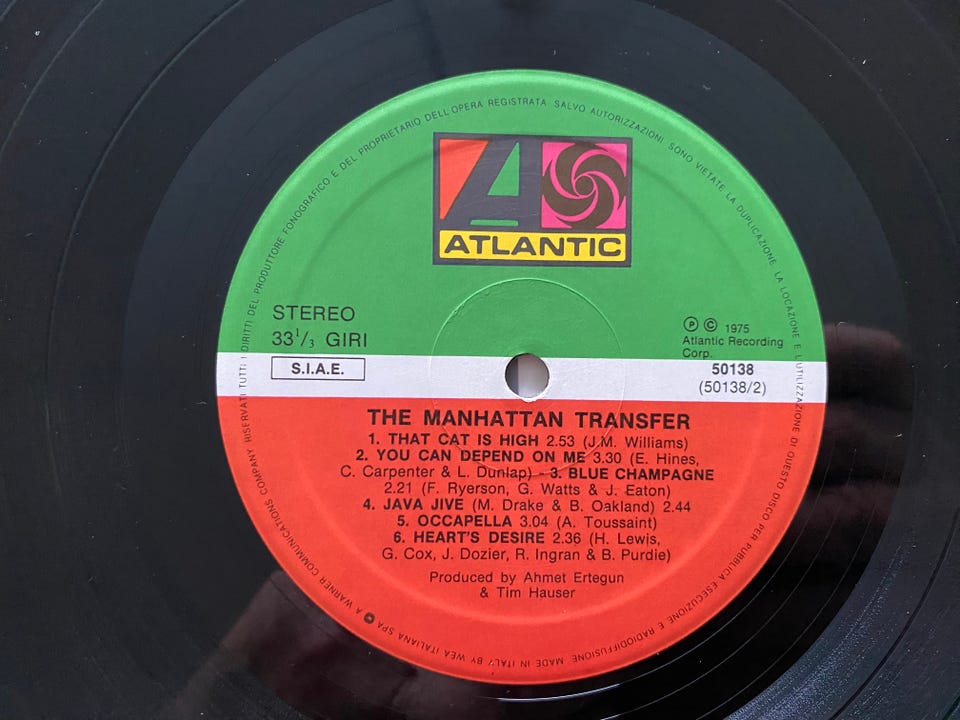 RISERVATI TUTTI I DIRITTI DEL PRODUTTORE FONOGRAFICO E DEL PROPRIETARIO DELL'OPERA REGISTRATA. SALVO AUTORIZZAZIONI, SONO VIETATE LA DUPLICAZIONE, LA LOCAZIONE E L'UTILIZZAZIONE DI QUESTO DISCO PER PUBBLICA ESECUZIONE E RADIODIFFUSIONE. MADE IN ITALY BY WEA ITALIANA SPA A WARNER COMMUNICATIONS COMPANY
A
ATLANTIC
STEREO
33 1/3 GIRI
℗ © 1975
Atlantic Recording
Corp.
S.I.A.E.
50138
(50138/2)
THE MANHATTAN TRANSFER
1. THAT CAT IS HIGH 2.53 (J.M. Williams)
2. YOU CAN DEPEND ON ME 3.30 (E. Hines,
C. Carpenter & L. Dunlap) - 3. BLUE CHAMPAGNE
2.21 (F. Ryerson, G. Watts & J. Eaton)
4. JAVA JIVE (M. Drake & B. Oakland) 2.44
5. OCCAPELLA 3.04 (A. Toussaint)
6. HEART'S DESIRE 2.36 (H. Lewis,
G. Cox, J. Dozier, R. Ingran & B. Purdie)
Produced by Ahmet Ertegun
& Tim Hauser